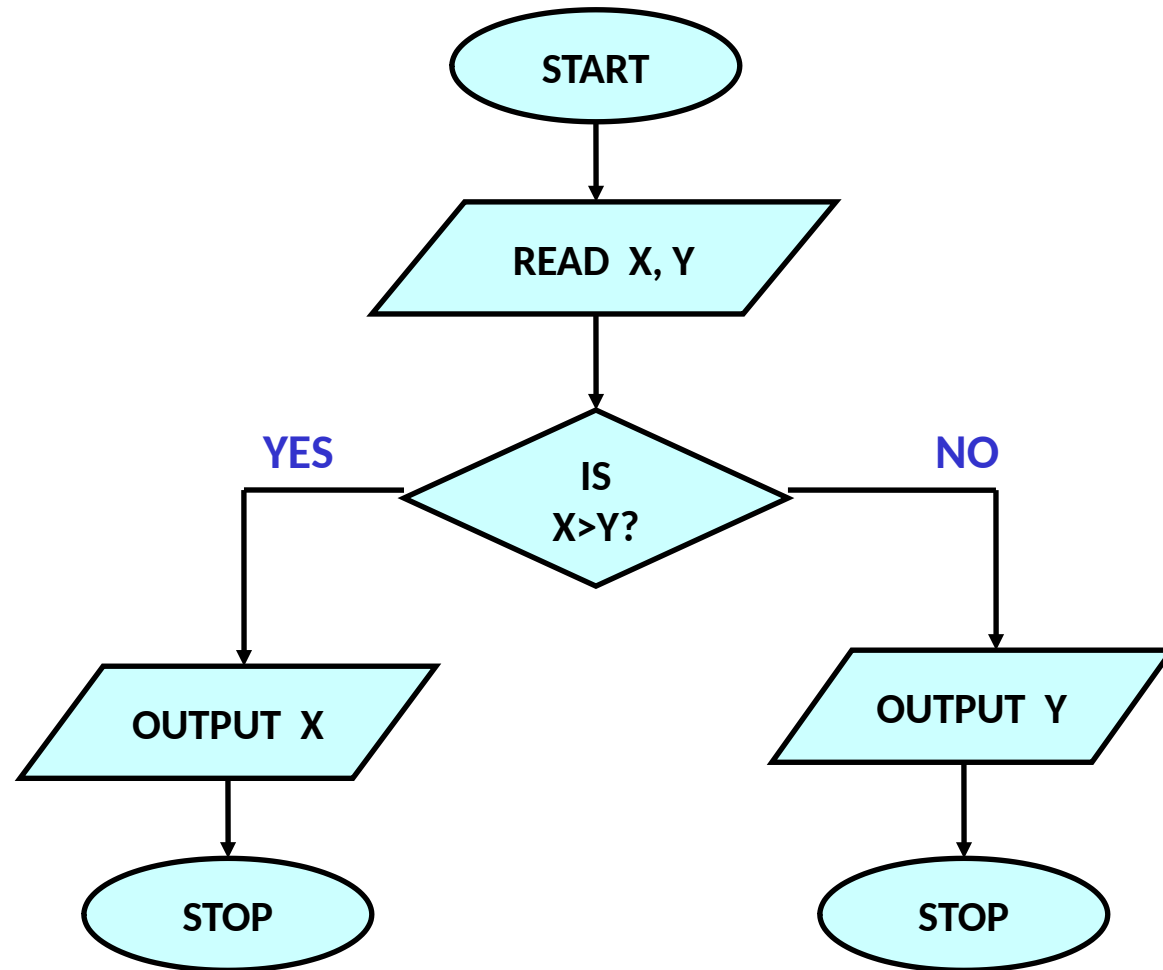 START
READ X, Y
YES
NO
IS
X>Y?
OUTPUT X
OUTPUT Y
STOP
STOP